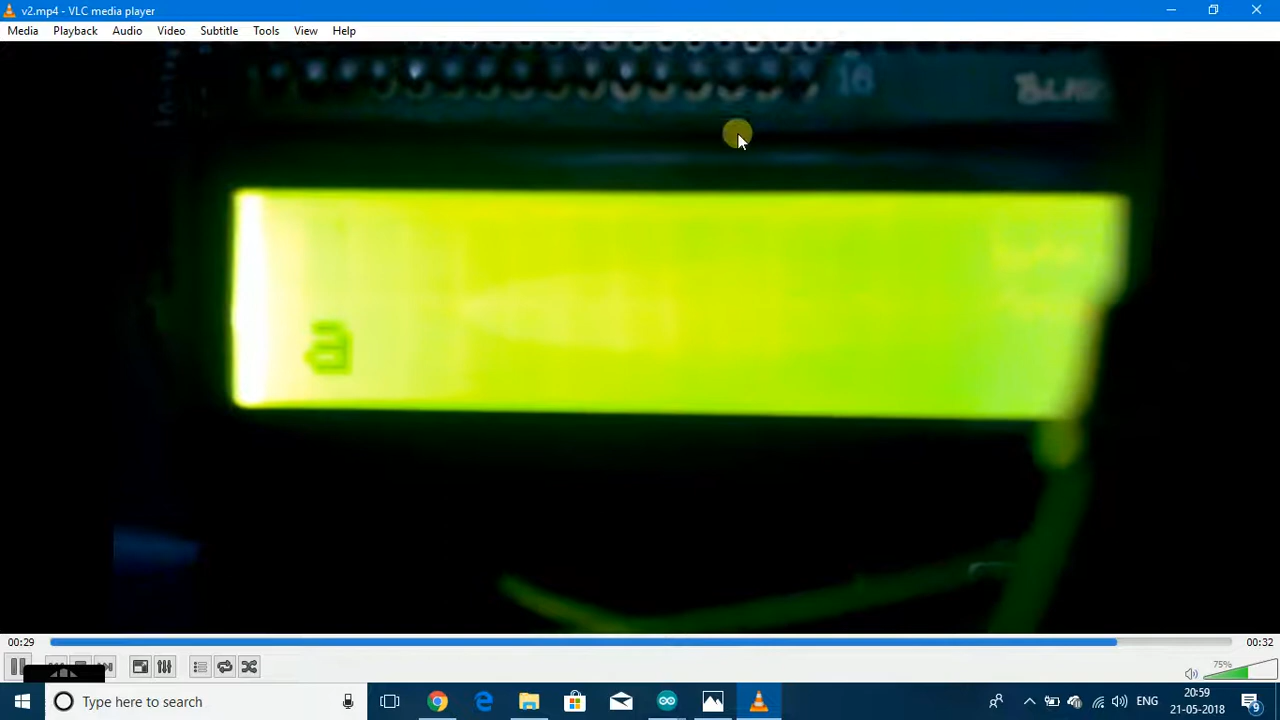 v2.mp4 - VLC media player
Media Playback Audio Video Subtitle Tools View Help
16
00:29
00:32
75%
Type here to search
ENG
20:59
21-05-2018
9